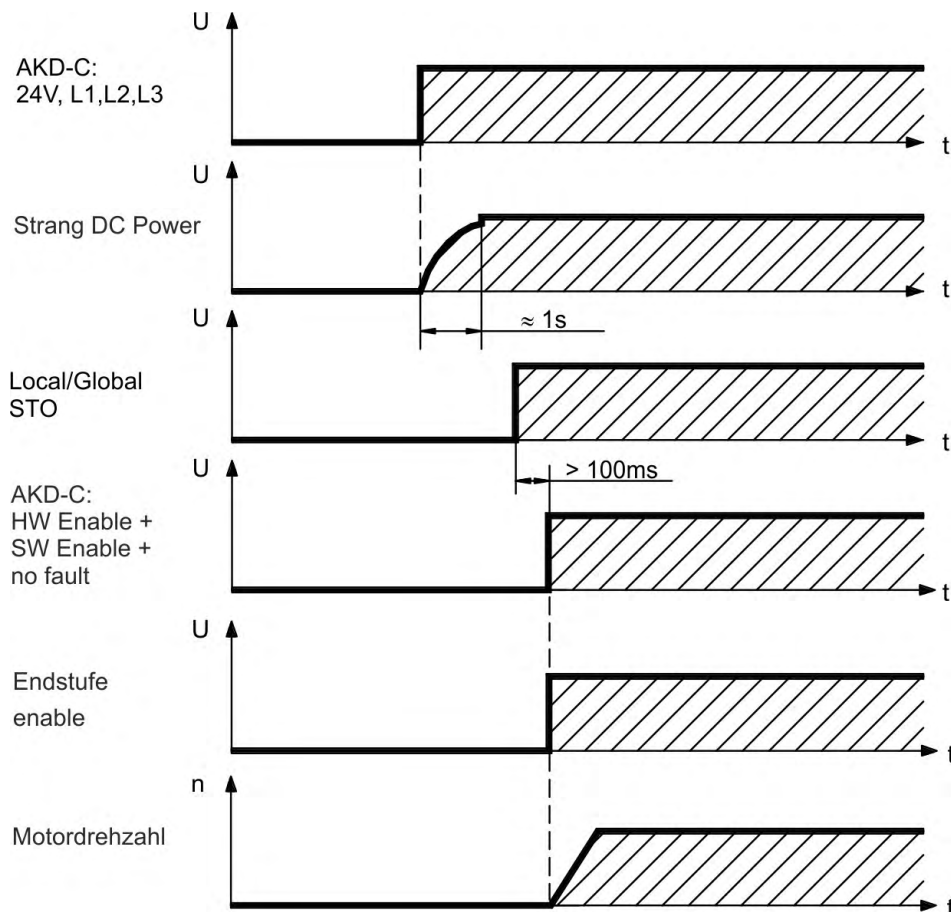 U
AKD-C:
24V, L1,L2,L3
t
U
Strang DC Power
t
≈ 1s
U
Local/Global
STO
t
> 100ms
U
AKD-C:
HW Enable +
SW Enable +
no fault
t
U
Endstufe
enable
t
n
Motordrehzahl
t